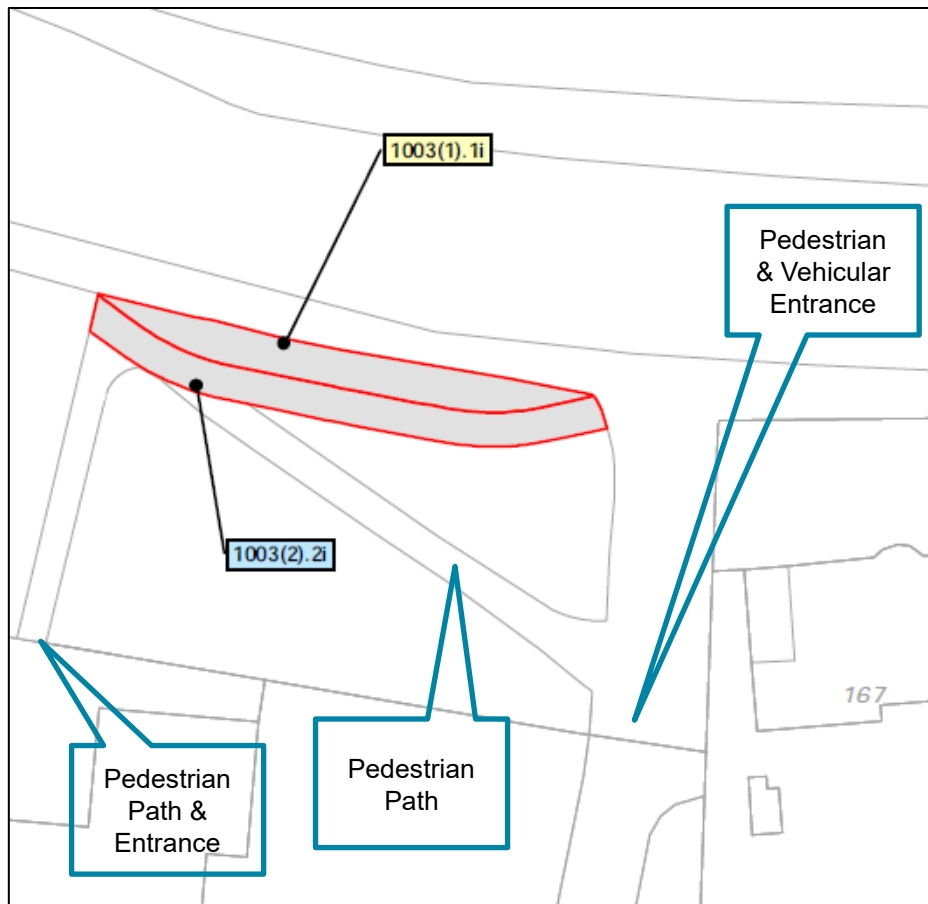 1003(1).1i
Pedestrian
& Vehicular
Entrance
1003(2).2i
167
Pedestrian
Path &
Entrance
Pedestrian
Path